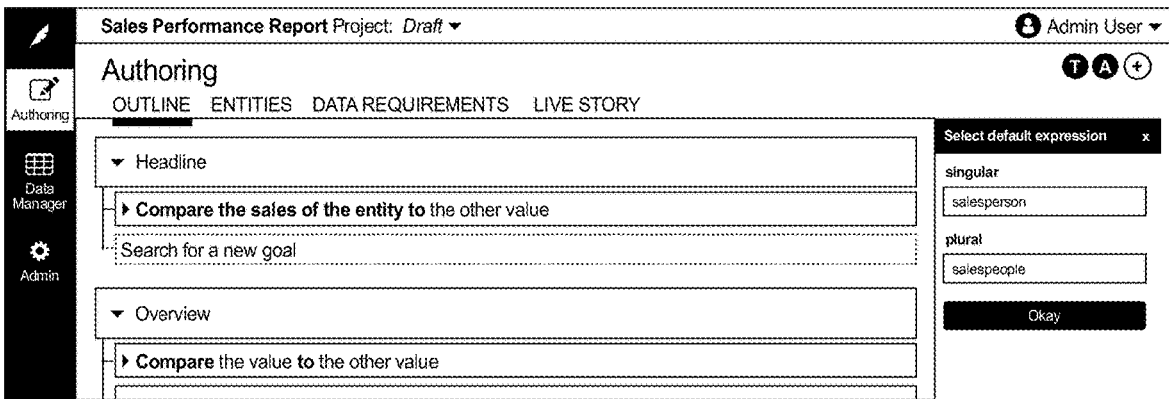 Sales Performance Report Project: Draft
Admin User
Authoring
T A +
OUTLINE ENTITIES DATA REQUIREMENTS LIVE STORY
Authoring
Data
Manager
Admin
Headline
Compare the sales of the entity to the other value
Search for a new goal
Overview
Compare the value to the other value
Select default expression x
singular
salesperson
plural
salespeople
Okay